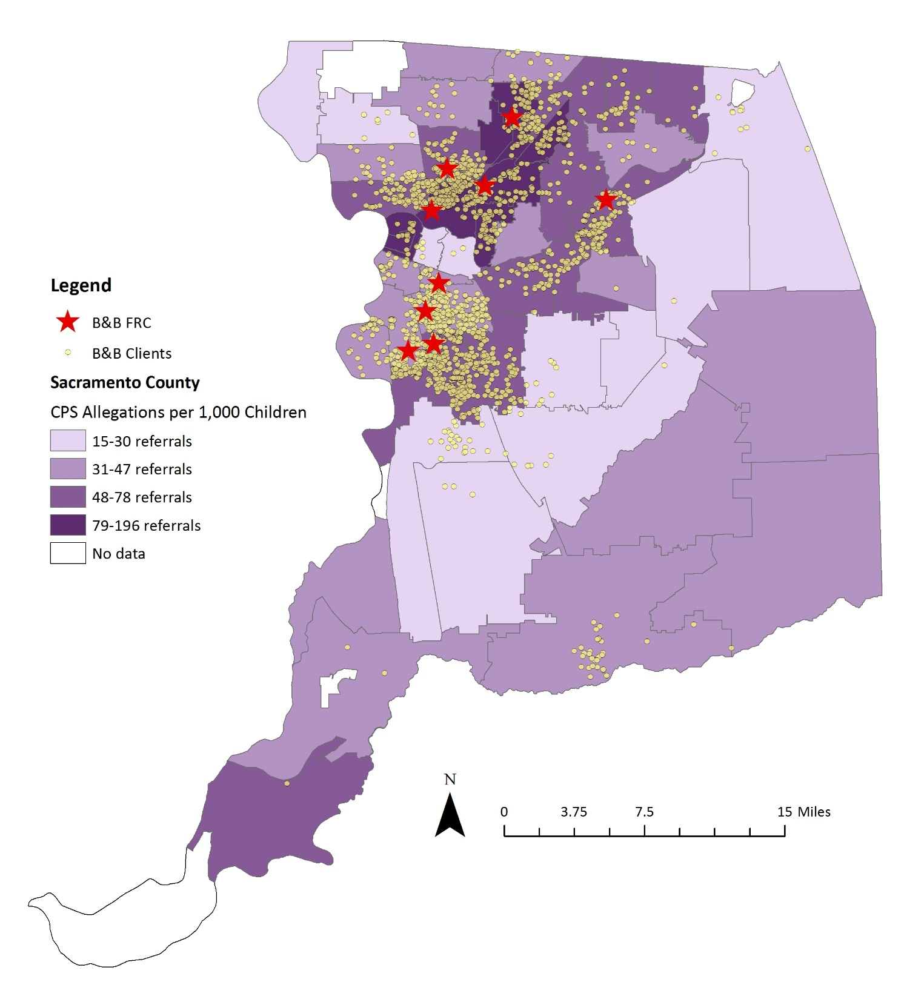 Legend
B&B FRC
B&B Clients
Sacramento County
CPS Allegations per 1,000 Children
15-30 referrals
31-47 referrals
48-78 referrals
79-196 referrals
No data
N
0 3.75 7.5 15 Miles